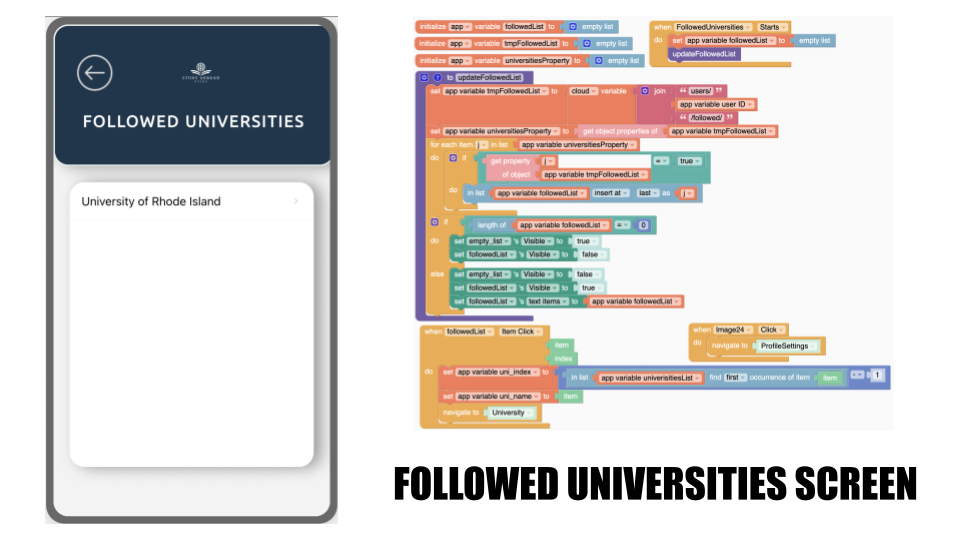 FOLLOWED UNIVERSITIES
University of Rhode Island
initialize app variable followedList to empty list
initialize app variable tmpFollowedList to empty list
initialize app variable universitiesProperty to empty list
when FollowedUniversities Starts
do set app variable followedList to empty list
updateFollowedList
to updateFollowedList
set app variable tmpFollowedList to cloud variable join “ users/ ”
app variable user ID
“ /followed/ ”
set app variable universitiesProperty to get object properties of app variable tmpFollowedList
for each item j in list app variable universitiesProperty
do if get property j = true
of object app variable tmpFollowedList
do in list app variable followedList insert at last as j
if length of app variable followedList = 0
do set empty_list 's Visible to true
set followedList 's Visible to false
else set empty_list 's Visible to false
set followedList 's Visible to true
set followedList 's text items to app variable followedList
when followedList Item Click
item
index
do set app variable uni_index to in list app variable univerisitiesList find first occurrence of item item - 1
set app variable uni_name to item
navigate to University
when Image24 Click
do navigate to ProfileSettings
FOLLOWED UNIVERSITIES SCREEN